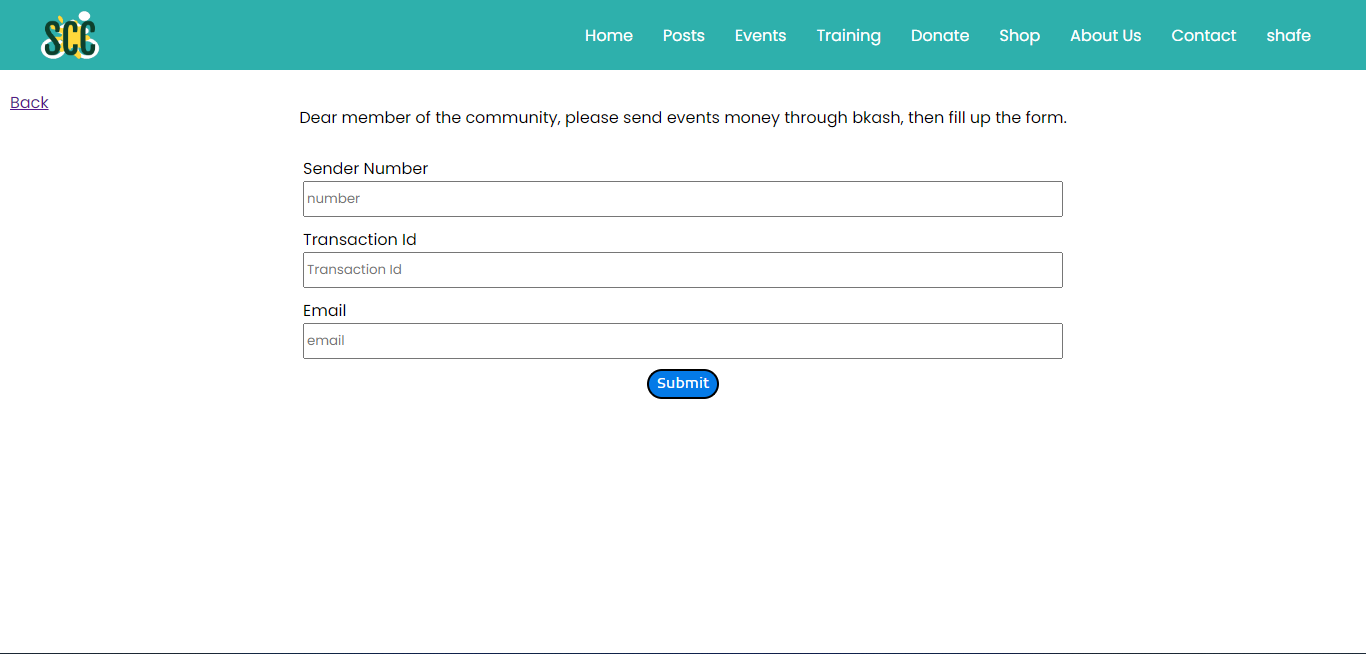 SCC
Home Posts Events Training Donate Shop About Us Contact shafe
Back
Dear member of the community, please send events money through bkash, then fill up the form.
Sender Number
number
Transaction Id
Transaction Id
Email
email
Submit